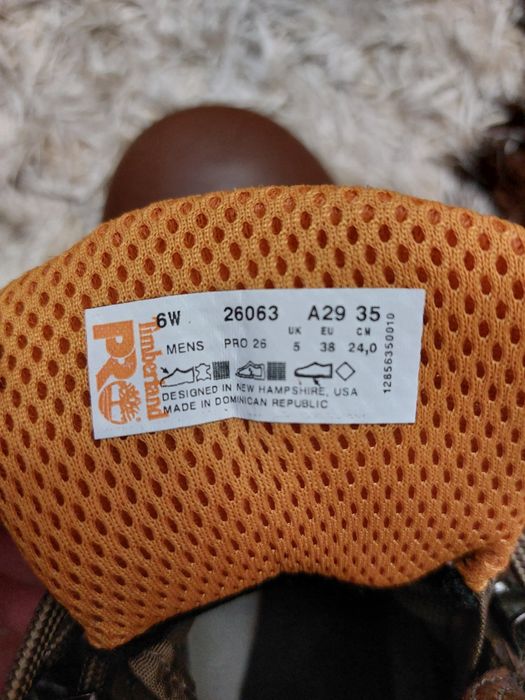 6W 26063 A29 35
UK EU CM
MENS PRO 26 5 38 24,0
DESIGNED IN NEW HAMPSHIRE, USA
MADE IN DOMINICAN REPUBLIC
Timberland
PRO
12856350010